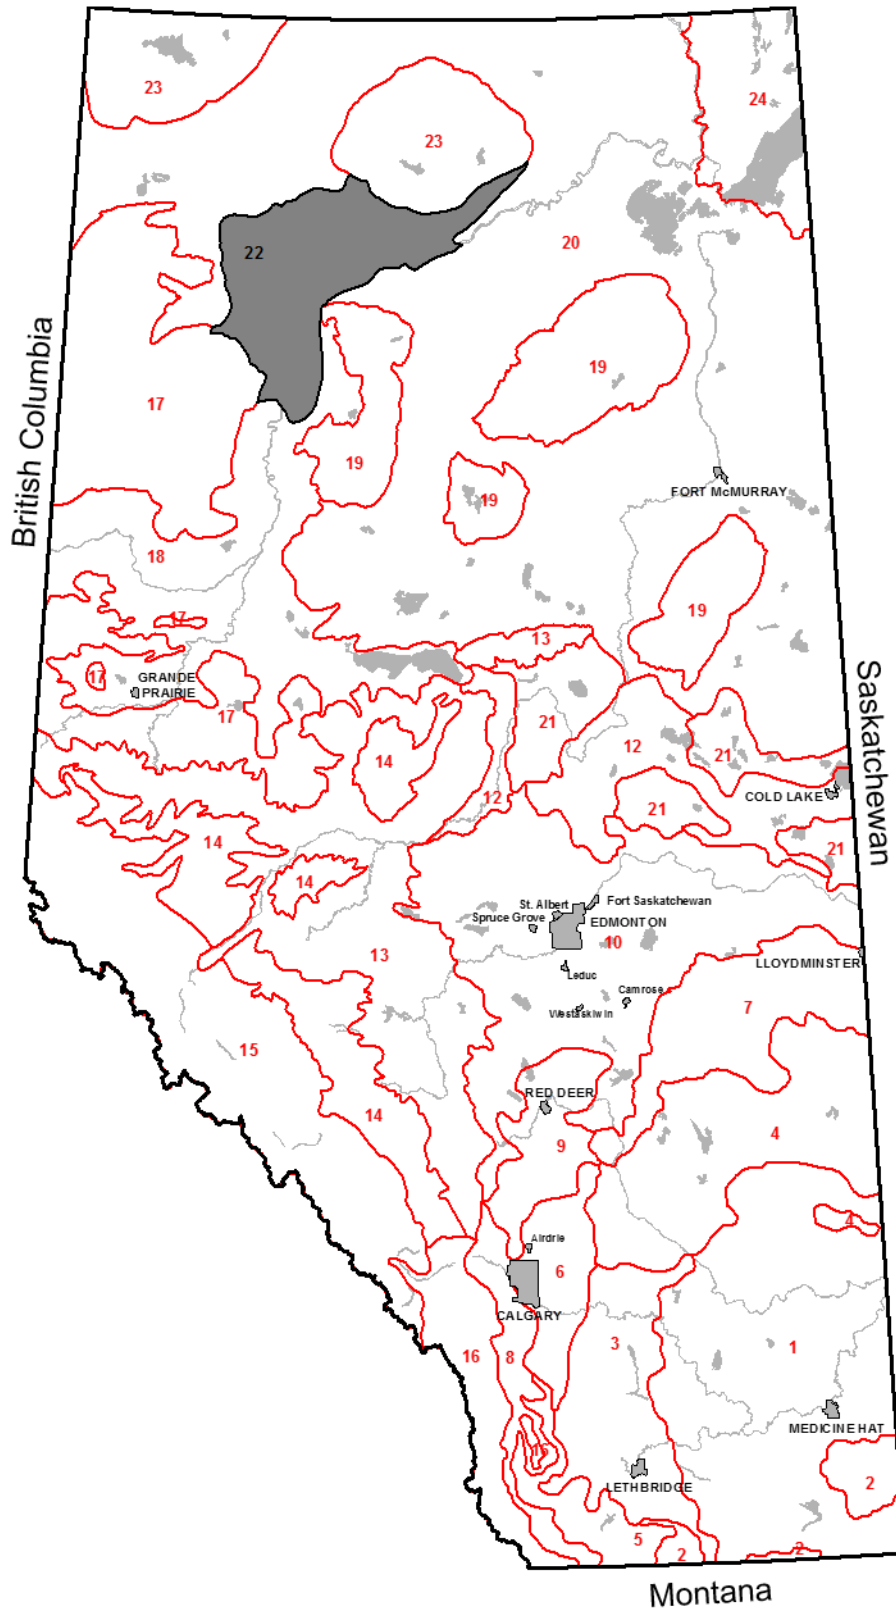 23
24
23
22
20
British Columbia
19
17
19
19
FORT McMURRAY
18
17
19
13
Saskatchewan
17
GRANDE
PRAIRIE
17
21
12
14
21
12
COLD LAKE
21
14
21
14
St. Albert
Fort Saskatchewan
Spruce Grove
EDMONTON
10
13
LLOYDMINSTER
Leduc
Camrose
7
Wetaskiwin
15
RED DEER
14
4
9
4
Airdrie
6
CALGARY
3
1
16
8
MEDICINE HAT
16
2
LETHBRIDGE
5
2
2
Montana